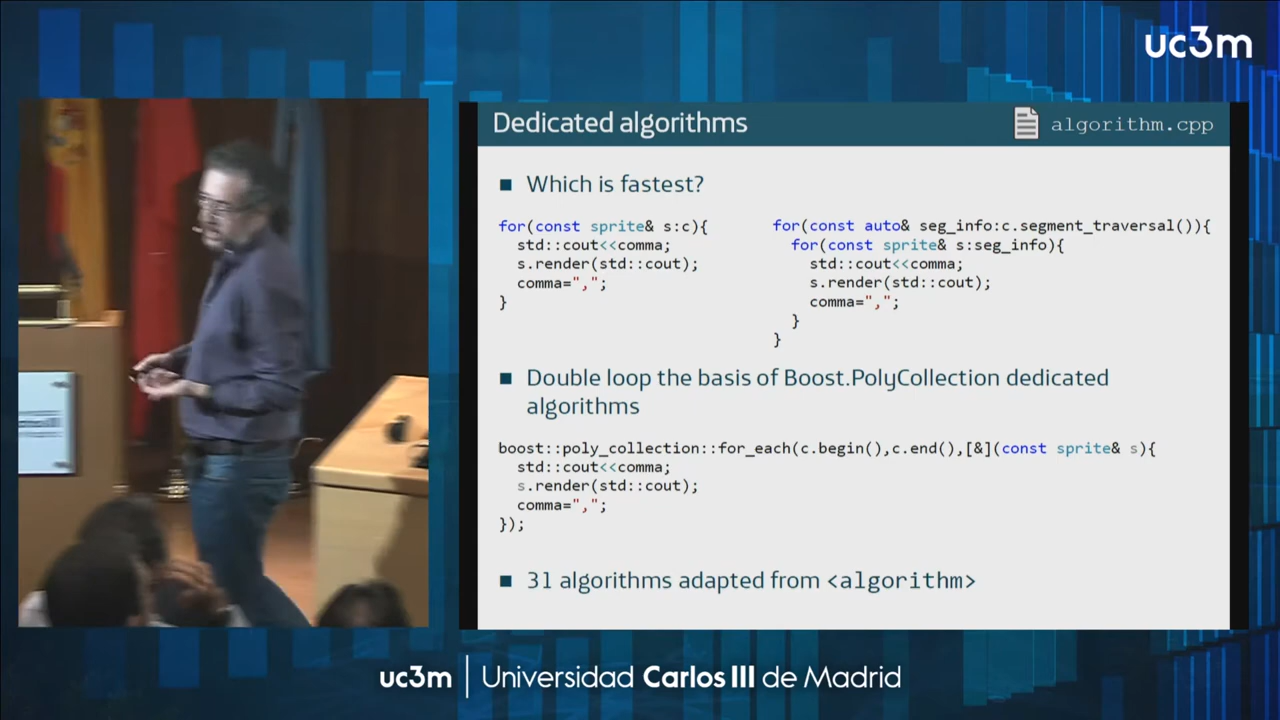 uc3m
Dedicated algorithms
algorithm.cpp
■ Which is fastest?
for(const sprite& s:c){
  std::cout<<comma;
  s.render(std::cout);
  comma=",";
}
for(const auto& seg_info:c.segment_traversal()){
  for(const sprite& s:seg_info){
    std::cout<<comma;
    s.render(std::cout);
    comma=",";
  }
}
■ Double loop the basis of Boost.PolyCollection dedicated
algorithms
boost::poly_collection::for_each(c.begin(),c.end(),[&](const sprite& s){
  std::cout<<comma;
  s.render(std::cout);
  comma=",";
});
■ 31 algorithms adapted from <algorithm>
uc3m | Universidad Carlos III de Madrid